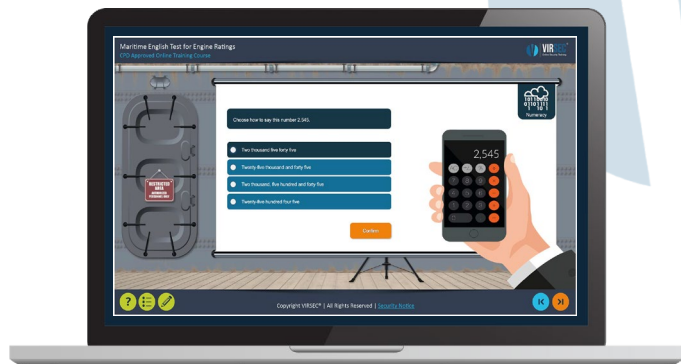 Maritime English Test for Engine Ratings
CPD Approved Online Training Course
VIRSEC
Choose how to say this number 2,545.
Two thousand five forty five
Twenty-five thousand and forty five
Two thousand, five hundred and forty five
Twenty-five hundred four five
Confirm
RESTRICTED
AREA
2,545
Numeracy
Copyright VIRSEC® | All Rights Reserved | Security Notice